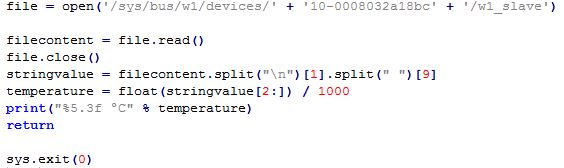 file = open('/sys/bus/w1/devices/' + '10-0008032a18bc' + '/w1_slave')
filecontent = file.read()
file.close()
stringvalue = filecontent.split("\n")[1].split(" ")[9]
temperature = float(stringvalue[2:]) / 1000
print("%5.3f °C" % temperature)
return
sys.exit(0)